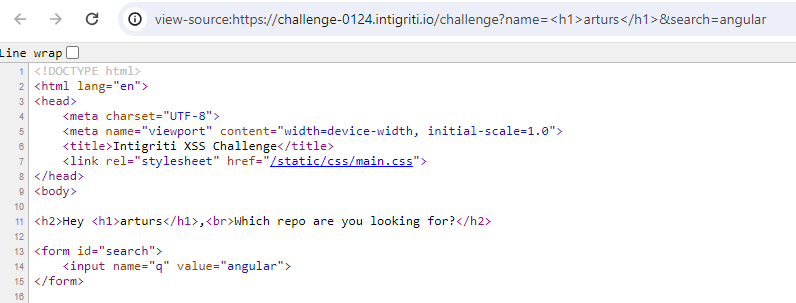 view-source:https://challenge-0124.intigriti.io/challenge?name=<h1>arturs</h1>&search=angular
Line wrap
1 <!DOCTYPE html>
2 <html lang="en">
3 <head>
4 <meta charset="UTF-8">
5 <meta name="viewport" content="width=device-width, initial-scale=1.0">
6 <title>Intigriti XSS Challenge</title>
7 <link rel="stylesheet" href="/static/css/main.css">
8 </head>
9 <body>
10
11 <h2>Hey <h1>arturs</h1>,<br>Which repo are you looking for?</h2>
12
13 <form id="search">
14 <input name="q" value="angular">
15 </form>
16